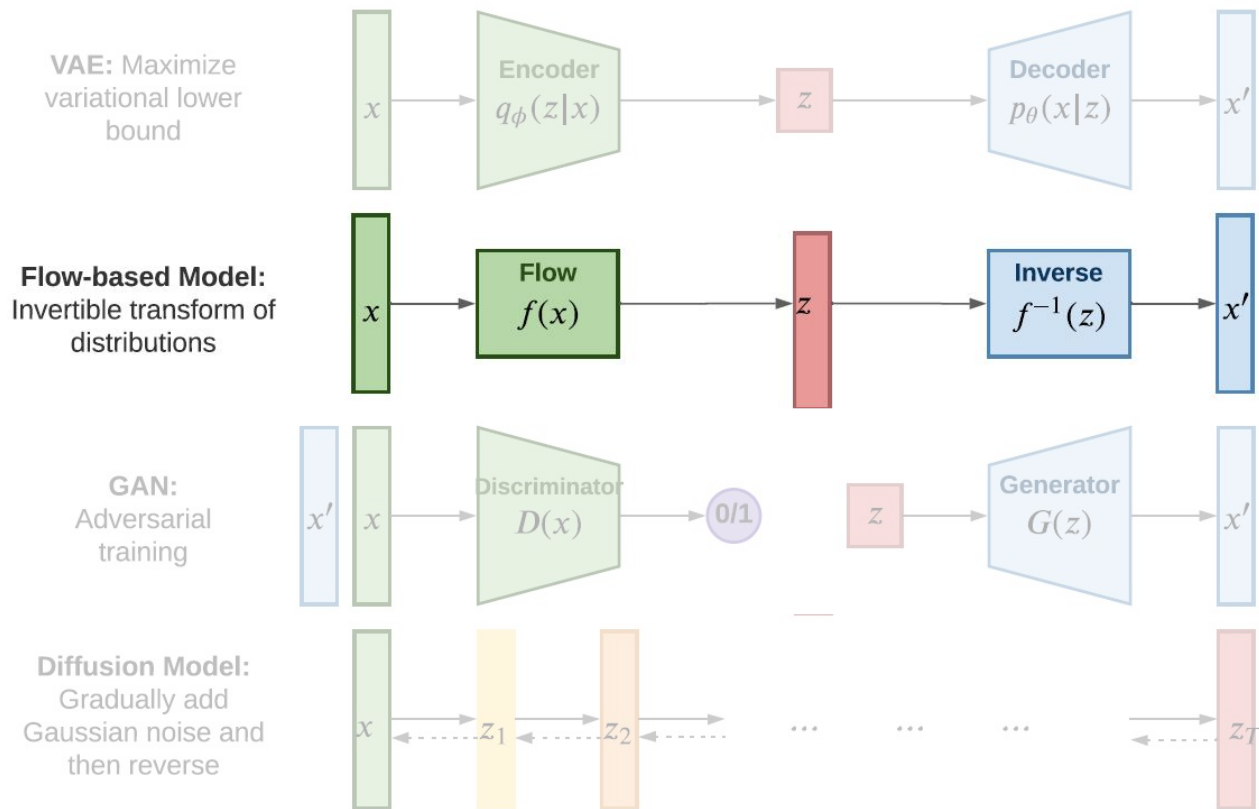 VAE: Maximize
variational lower
bound
x
Encoder
qϕ(z|x)
z
Decoder
pθ(x|z)
x′
Flow-based Model:
Invertible transform of
distributions
x
Flow
f(x)
z
Inverse
f⁻¹(z)
x′
GAN:
Adversarial
training
x′
x
Discriminator
D(x)
0/1
z
Generator
G(z)
x′
Diffusion Model:
Gradually add
Gaussian noise and
then reverse
x
z₁
z₂
...
...
...
z_T